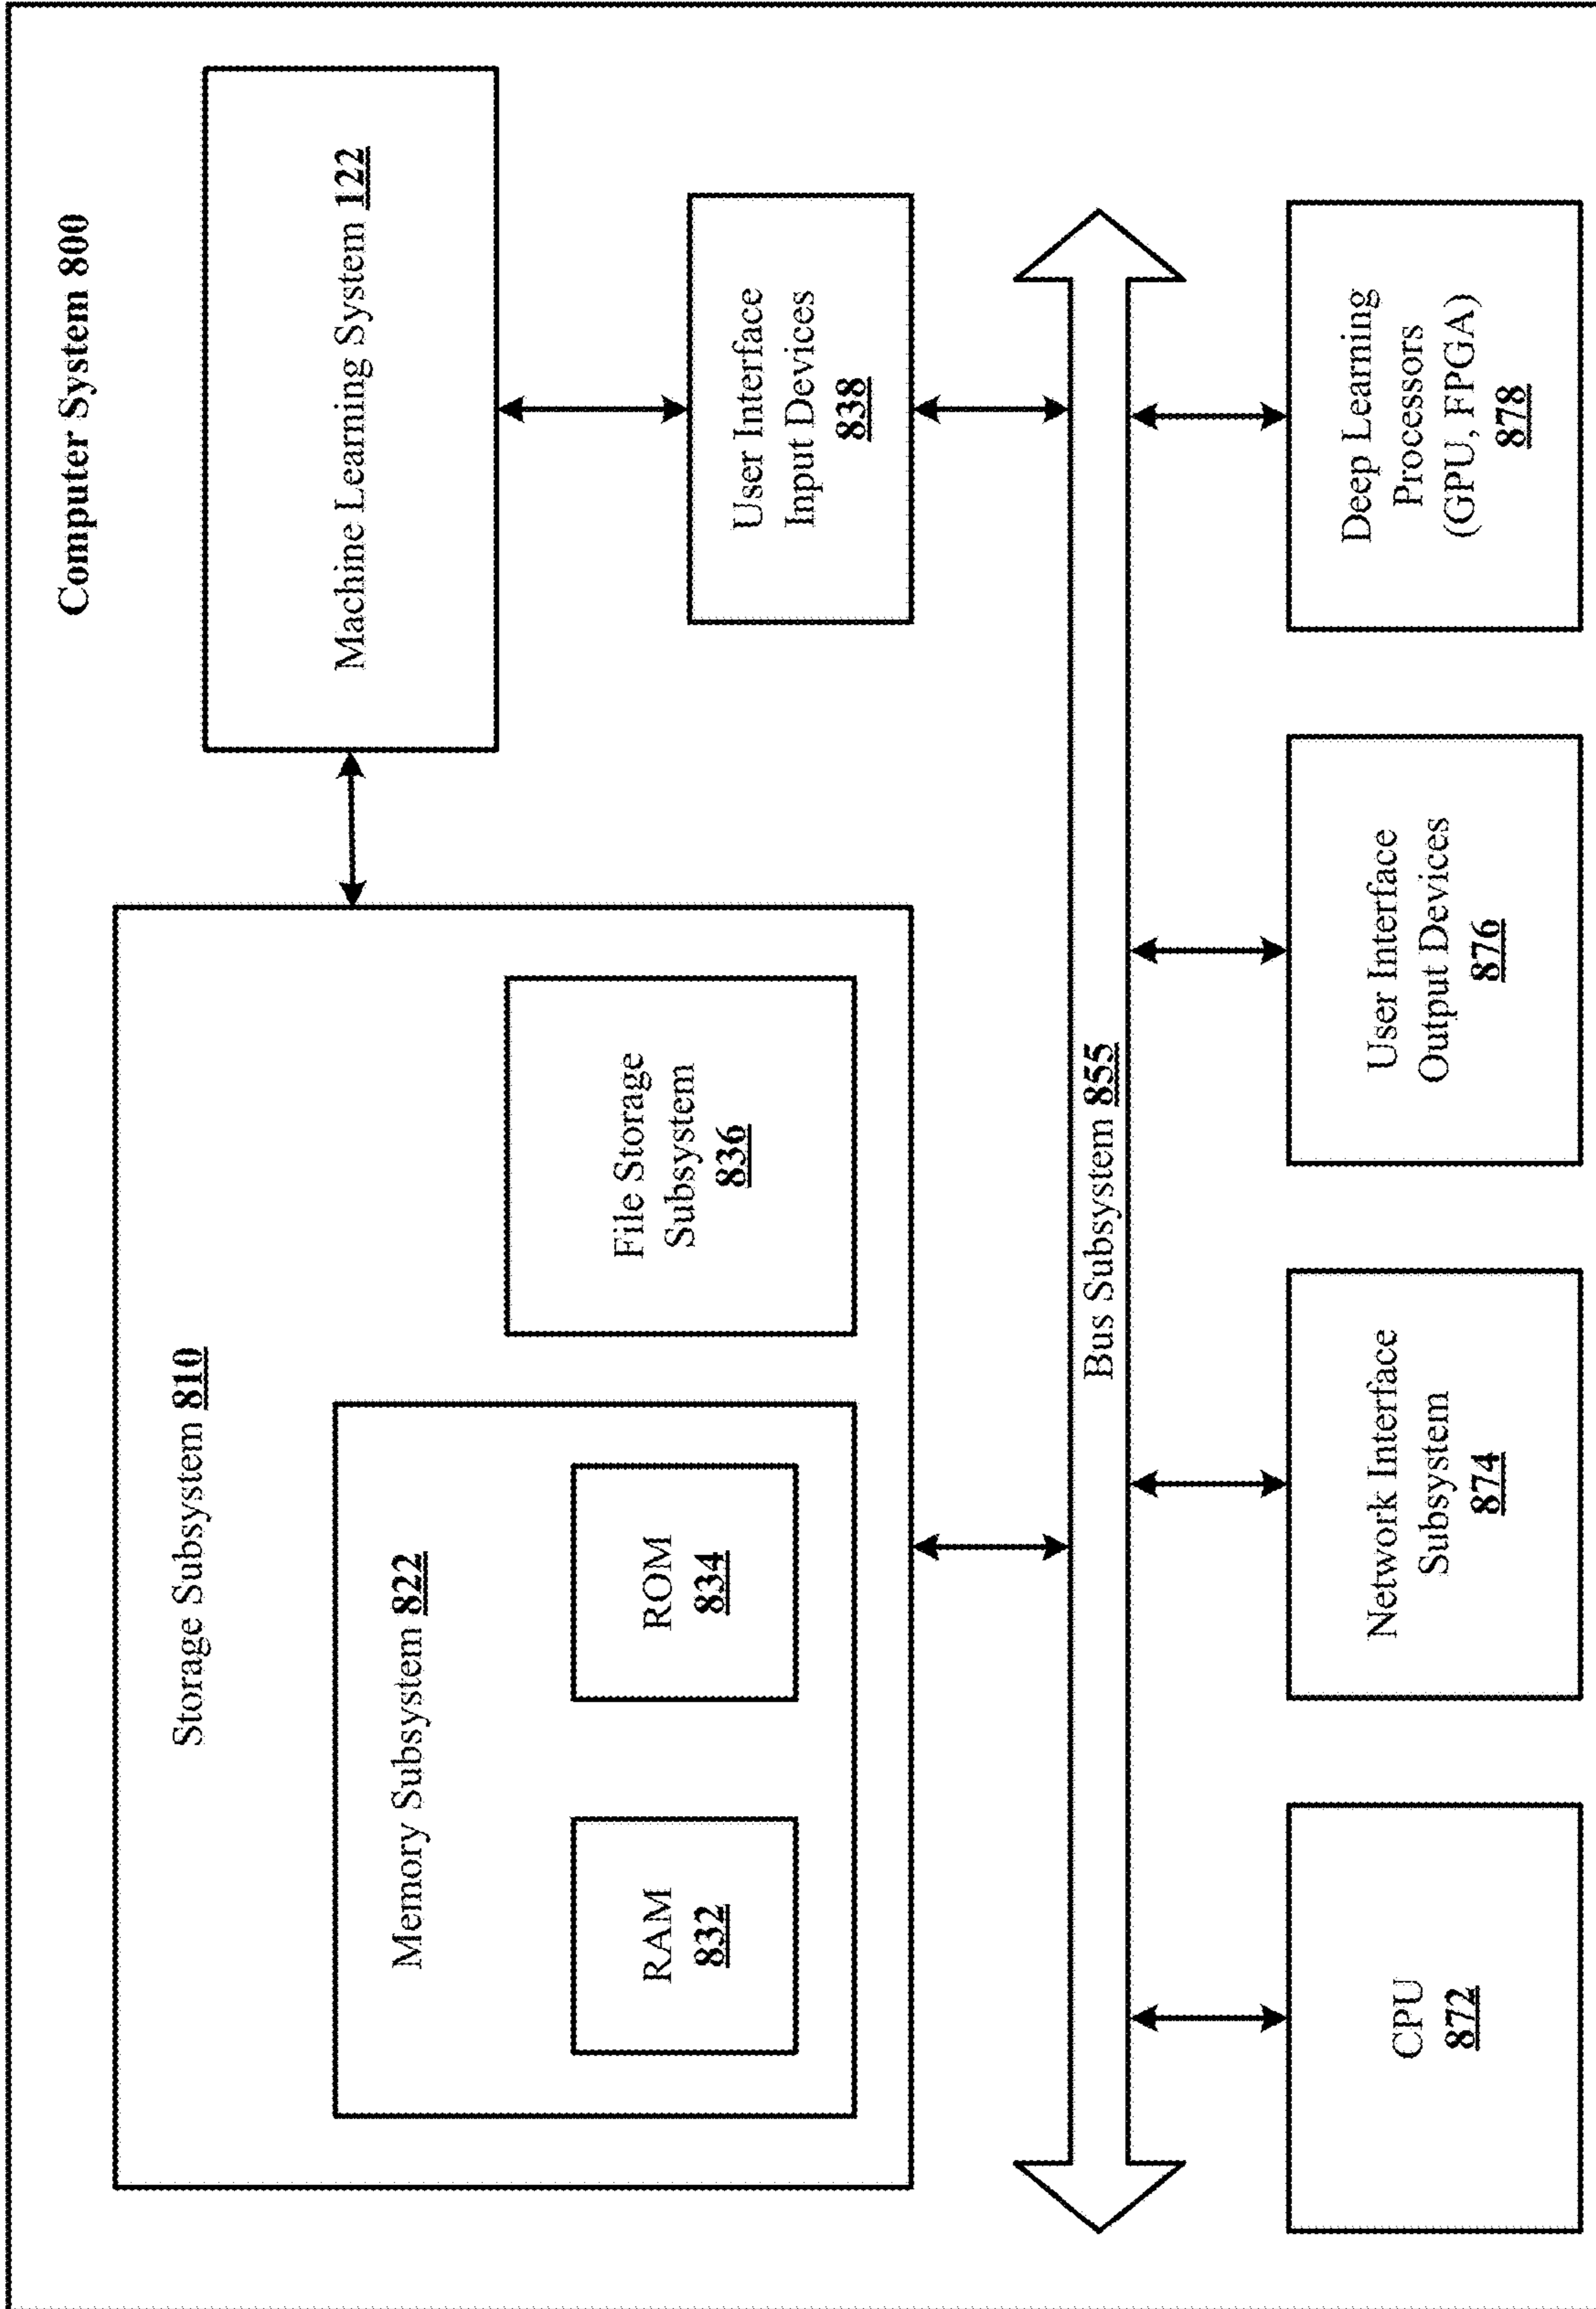 Computer System 800
Storage Subsystem 810
Machine Learning System 122
Memory Subsystem 822
RAM
832
ROM
834
File Storage
Subsystem
836
User Interface
Input Devices
838
Bus Subsystem 855
CPU
872
Network Interface
Subsystem
874
User Interface
Output Devices
876
Deep Learning
Processors
(GPU, FPGA)
878